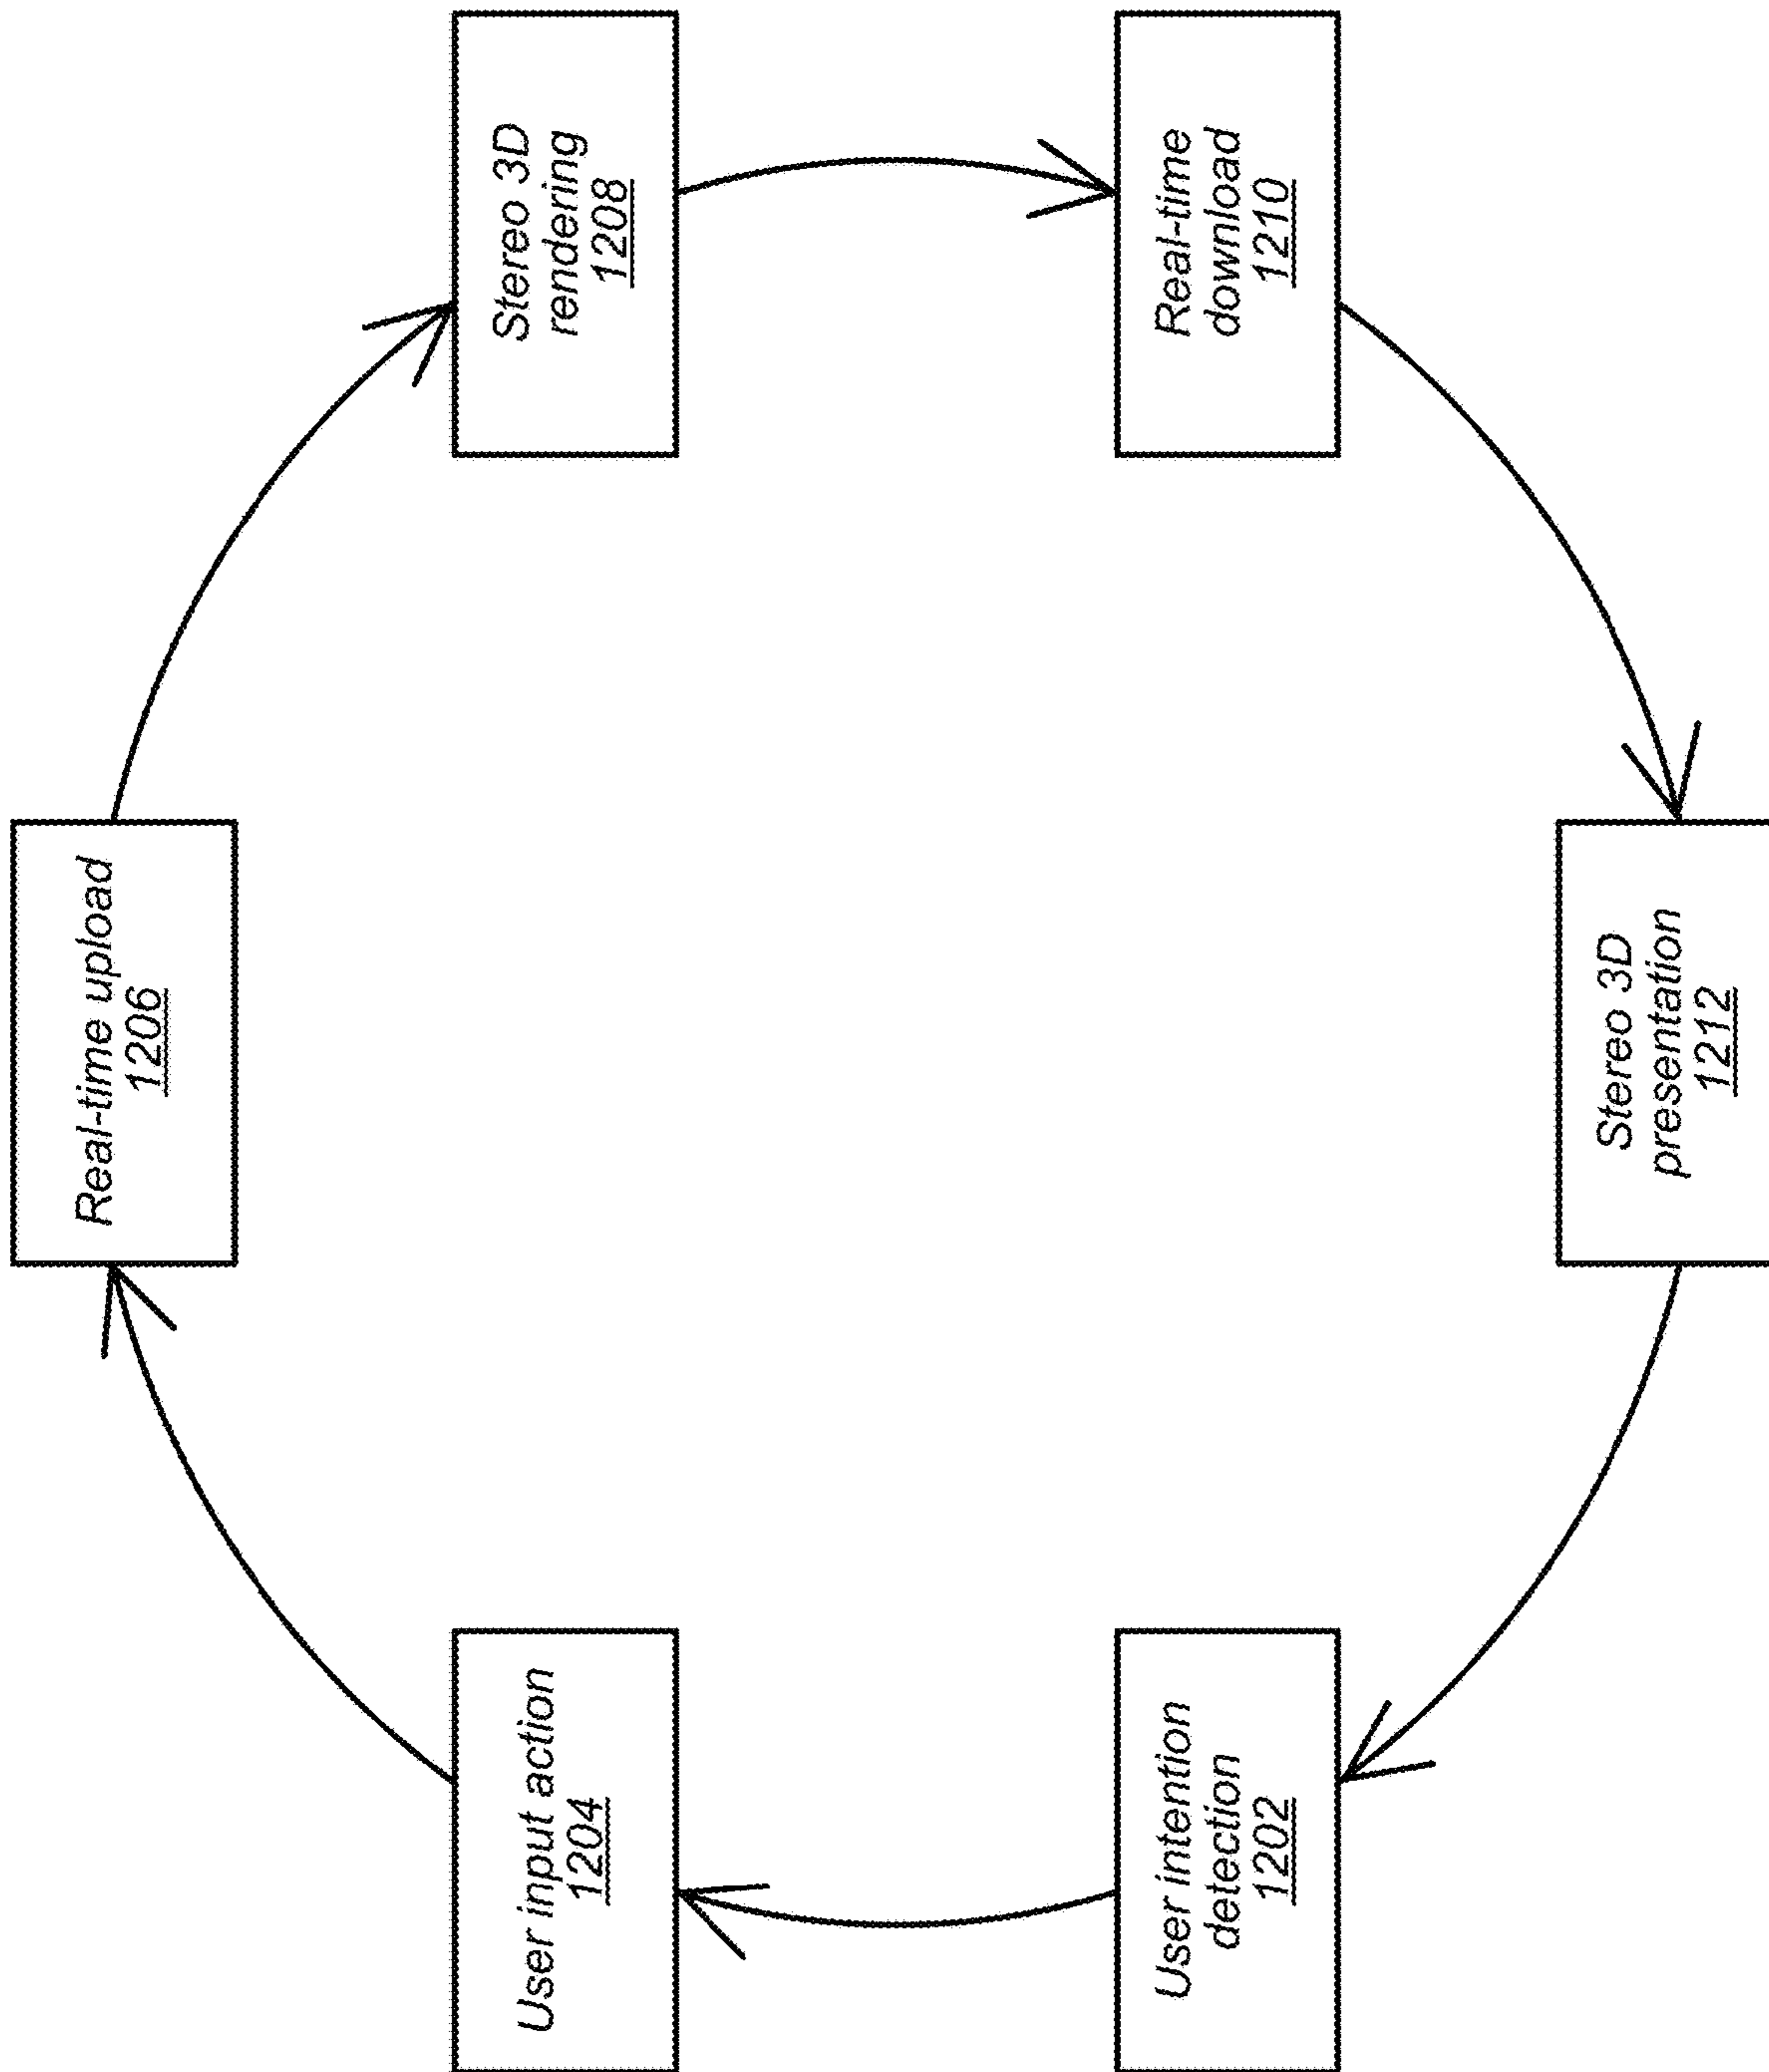 User intention
detection
1202
User input action
1204
Real-time upload
1206
Stereo 3D
rendering
1208
Real-time
download
1210
Stereo 3D
presentation
1212